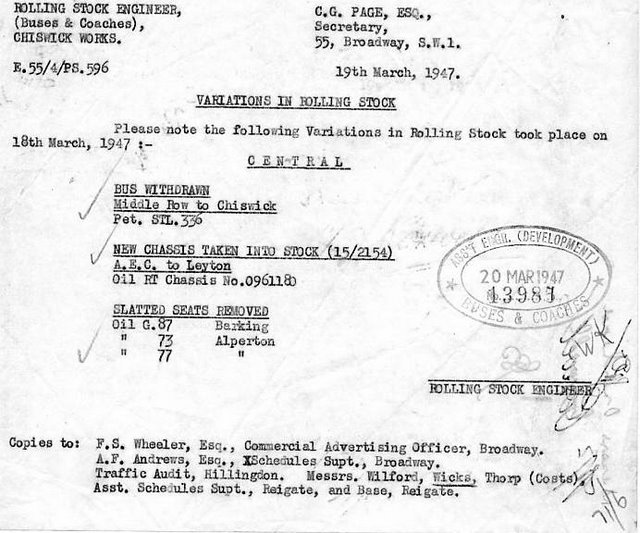 ROLLING STOCK ENGINEER,
(Buses & Coaches),
CHISWICK WORKS.
E.55/4/PS.596
C.G. PAGE, ESQ.,
Secretary,
55, Broadway, S.W.1.
19th March, 1947.
VARIATIONS IN ROLLING STOCK
Please note the following Variations in Rolling Stock took place on
18th March, 1947 :-
CENTRAL
BUS WITHDRAWN
Middle Row to Chiswick
Pet. STL.336
NEW CHASSIS TAKEN INTO STOCK (15/2154)
A.E.C. to Leyton
Oil RT Chassis No.0961180
SLATTED SEATS REMOVED
Oil G.87 Barking
" 73 Alperton
" 77 "
ASS'T ENGR. (DEVELOPMENT)
20 MAR 1947
BUSES & COACHES
WK
ROLLING STOCK ENGINEER
Copies to: F.S. Wheeler, Esq., Commercial Advertising Officer, Broadway.
A.F. Andrews, Esq., XSchedules Supt., Broadway.
Traffic Audit, Hillingdon. Messrs. Wilford, Wicks, Thorp (Costs),
Asst. Schedules Supt., Reigate, and Base, Reigate.